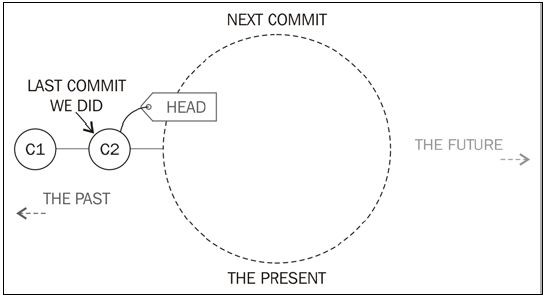 NEXT COMMIT
LAST COMMIT
WE DID
HEAD
C1
C2
THE FUTURE
THE PAST
THE PRESENT